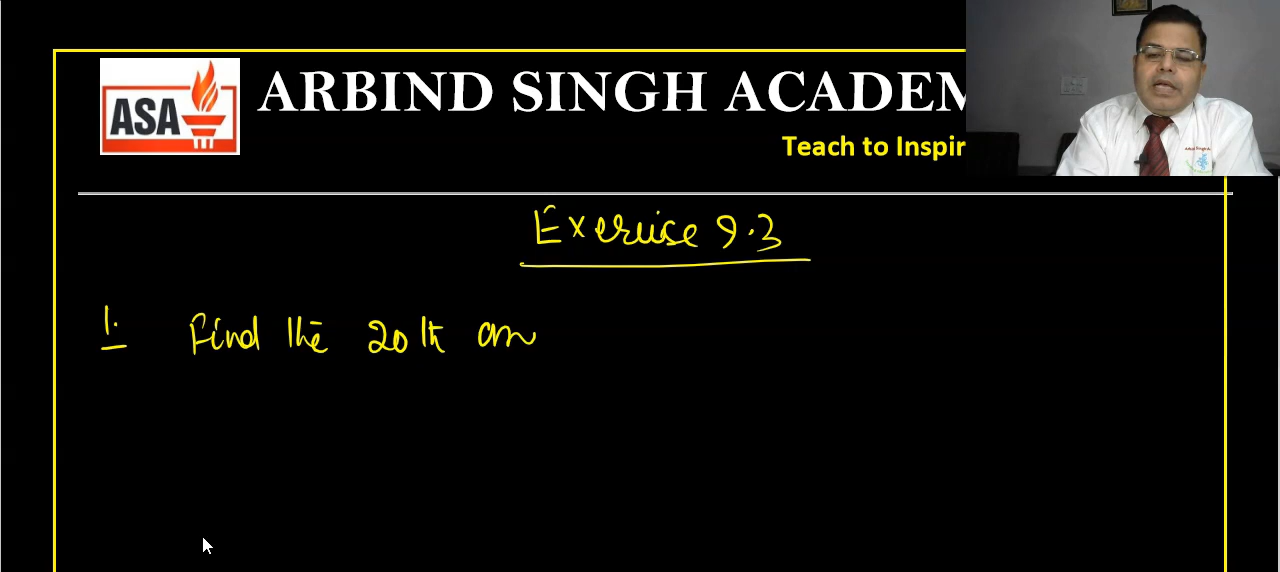 ASA
ARBIND SINGH ACADEM
Teach to Inspir
Exercise 9.3
1. Find the 20th an